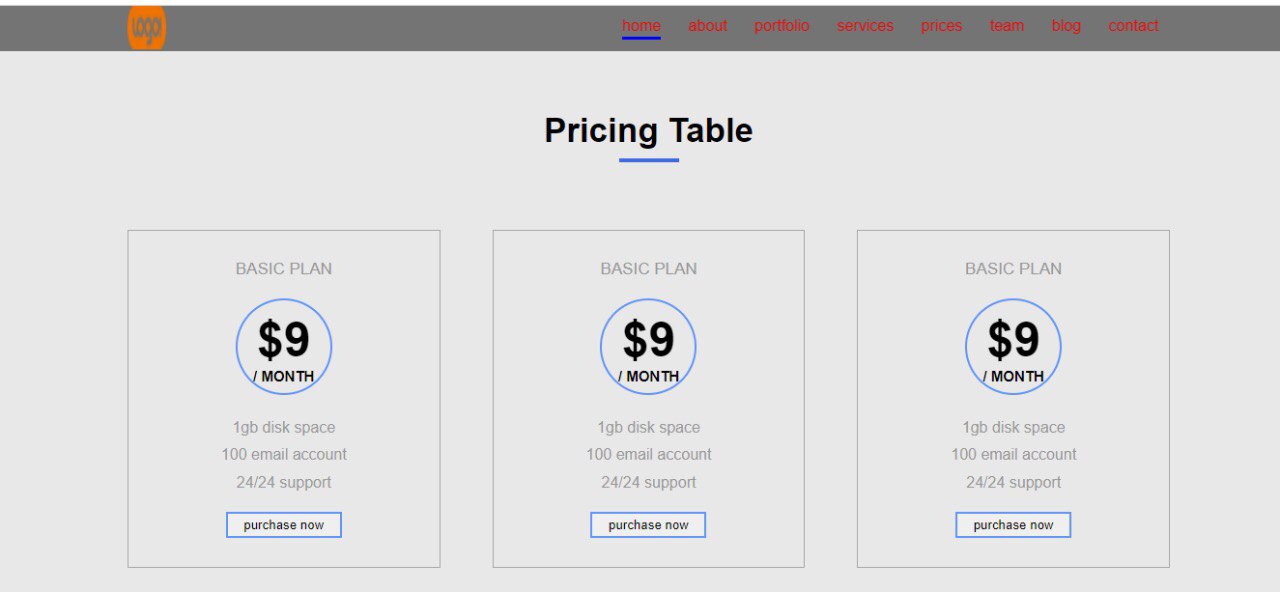 Logo!
home about portfolio services prices team blog contact
Pricing Table
BASIC PLAN
$9
/ MONTH
1gb disk space
100 email account
24/24 support
purchase now
BASIC PLAN
$9
/ MONTH
1gb disk space
100 email account
24/24 support
purchase now
BASIC PLAN
$9
/ MONTH
1gb disk space
100 email account
24/24 support
purchase now